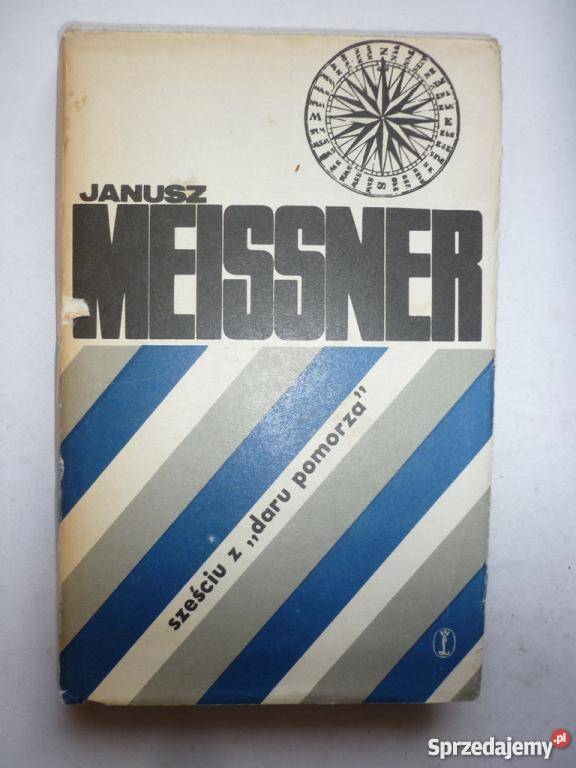 JANUSZ
MEISSNER
sześciu z „daru pomorza”
Sprzedajemy.pl